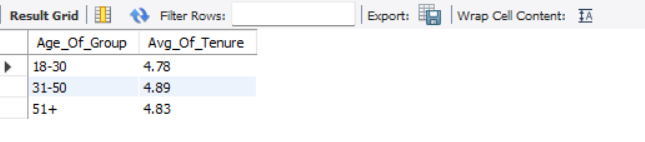 Result Grid Filter Rows: Export: Wrap Cell Content: IA
Age_Of_Group Avg_Of_Tenure
18-30 4.78
31-50 4.89
51+ 4.83